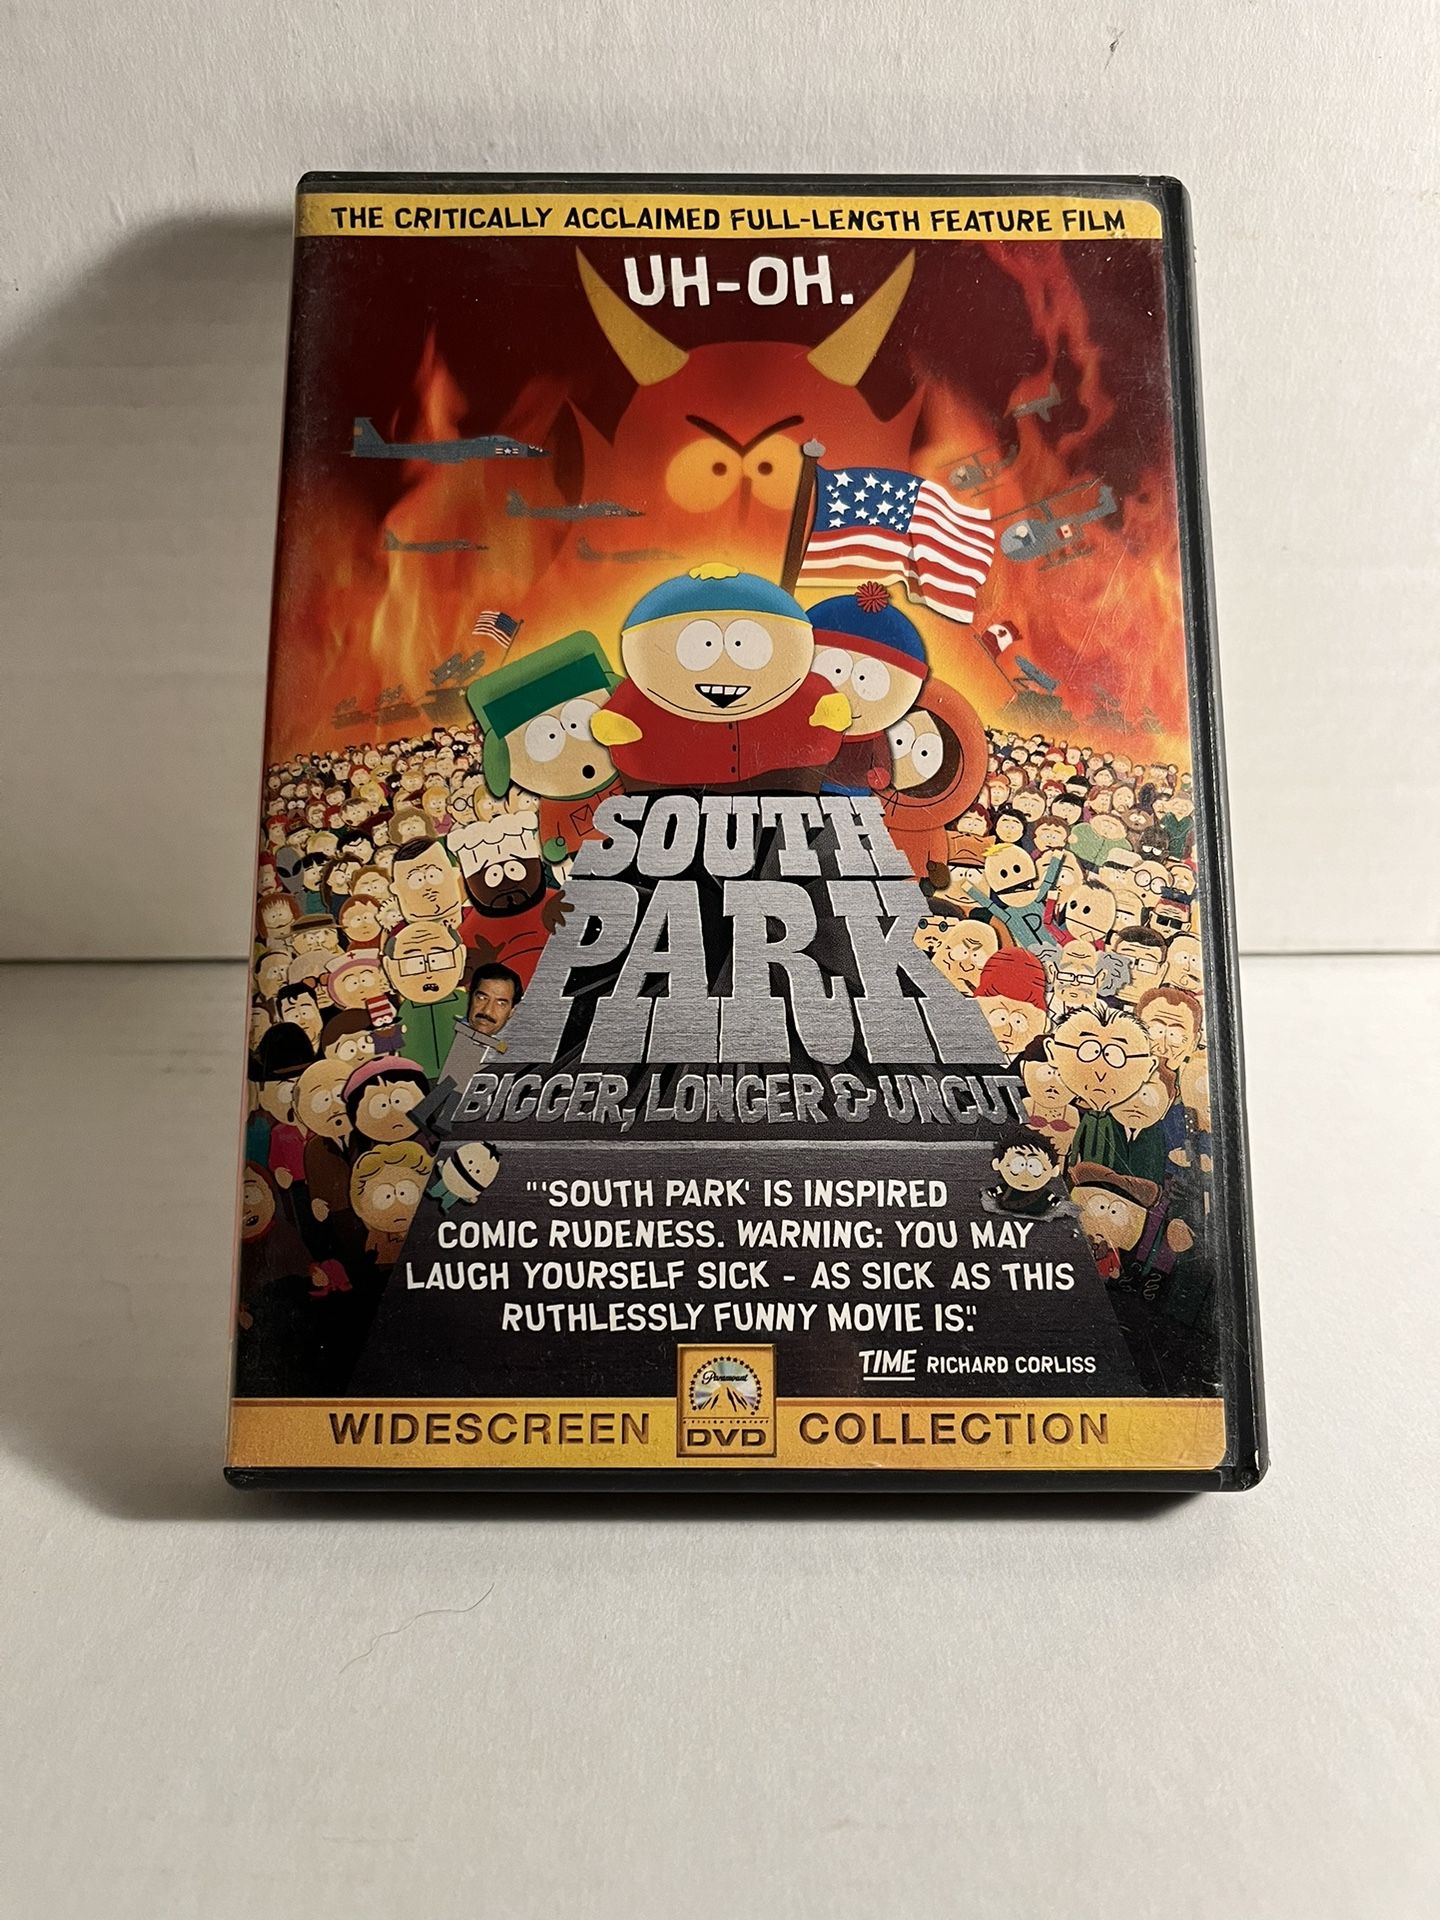 THE CRITICALLY ACCLAIMED FULL-LENGTH FEATURE FILM
UH-OH.
SOUTH
PARK
BIGGER, LONGER & UNCUT
"'SOUTH PARK' IS INSPIRED
COMIC RUDENESS. WARNING: YOU MAY
LAUGH YOURSELF SICK - AS SICK AS THIS
RUTHLESSLY FUNNY MOVIE IS."
TIME RICHARD CORLISS
Paramount
WIDESCREEN DVD COLLECTION